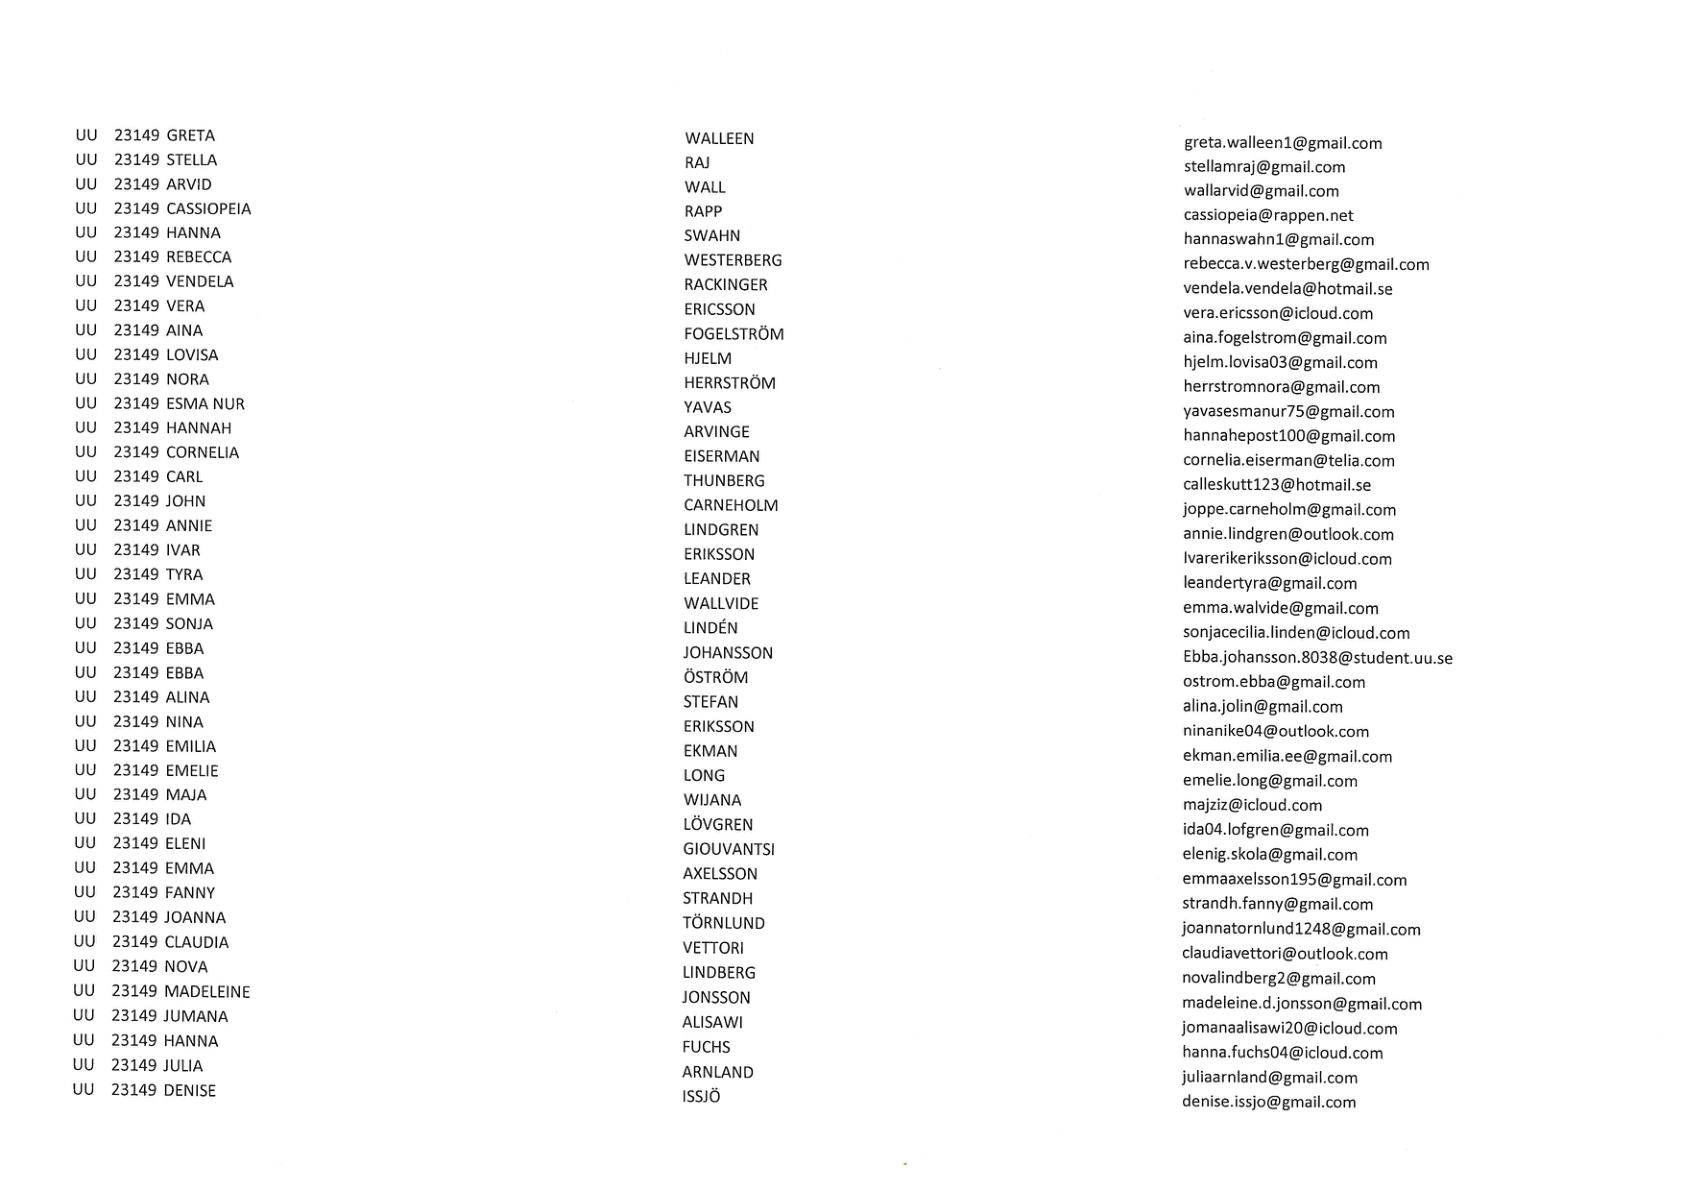 UU 23149 GRETA WALLEEN greta.walleen1@gmail.com
UU 23149 STELLA RAJ stellamraj@gmail.com
UU 23149 ARVID WALL wallarvid@gmail.com
UU 23149 CASSIOPEIA RAPP cassiopeia@rappen.net
UU 23149 HANNA SWAHN hannaswahn1@gmail.com
UU 23149 REBECCA WESTERBERG rebecca.v.westerberg@gmail.com
UU 23149 VENDELA RACKINGER vendela.vendela@hotmail.se
UU 23149 VERA ERICSSON vera.ericsson@icloud.com
UU 23149 AINA FOGELSTRÖM aina.fogelstrom@gmail.com
UU 23149 LOVISA HJELM hjelm.lovisa03@gmail.com
UU 23149 NORA HERRSTRÖM herrstromnora@gmail.com
UU 23149 ESMA NUR YAVAS yavasesmanur75@gmail.com
UU 23149 HANNAH ARVINGE hannahepost100@gmail.com
UU 23149 CORNELIA EISERMAN cornelia.eiserman@telia.com
UU 23149 CARL THUNBERG calleskutt123@hotmail.se
UU 23149 JOHN CARNEHOLM joppe.carneholm@gmail.com
UU 23149 ANNIE LINDGREN annie.lindgren@outlook.com
UU 23149 IVAR ERIKSSON Ivarerikeriksson@icloud.com
UU 23149 TYRA LEANDER leandertyra@gmail.com
UU 23149 EMMA WALLVIDE emma.walvide@gmail.com
UU 23149 SONJA LINDÉN sonjacecilia.linden@icloud.com
UU 23149 EBBA JOHANSSON Ebba.johansson.8038@student.uu.se
UU 23149 EBBA ÖSTRÖM ostrom.ebba@gmail.com
UU 23149 ALINA STEFAN alina.jolin@gmail.com
UU 23149 NINA ERIKSSON ninanike04@outlook.com
UU 23149 EMILIA EKMAN ekman.emilia.ee@gmail.com
UU 23149 EMELIE LONG emelie.long@gmail.com
UU 23149 MAJA WIJANA majziz@icloud.com
UU 23149 IDA LÖVGREN ida04.lofgren@gmail.com
UU 23149 ELENI GIOUVANTSI elenig.skola@gmail.com
UU 23149 EMMA AXELSSON emmaaxelsson195@gmail.com
UU 23149 FANNY STRANDH strandh.fanny@gmail.com
UU 23149 JOANNA TÖRNLUND joannatornlund1248@gmail.com
UU 23149 CLAUDIA VETTORI claudiavettori@outlook.com
UU 23149 NOVA LINDBERG novalindberg2@gmail.com
UU 23149 MADELEINE JONSSON madeleine.d.jonsson@gmail.com
UU 23149 JUMANA ALISAWI jomanaalisawi20@icloud.com
UU 23149 HANNA FUCHS hanna.fuchs04@icloud.com
UU 23149 JULIA ARNLAND juliaarnland@gmail.com
UU 23149 DENISE ISSJÖ denise.issjo@gmail.com